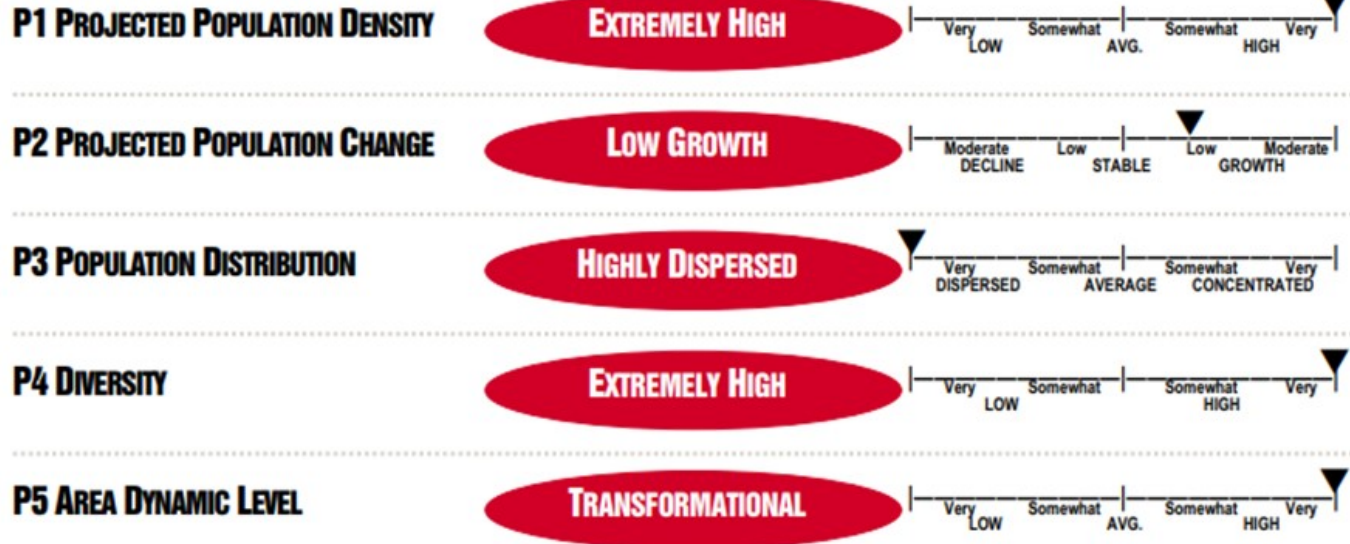 P1 PROJECTED POPULATION DENSITY EXTREMELY HIGH Very Somewhat Somewhat Very
LOW AVG. HIGH
P2 PROJECTED POPULATION CHANGE LOW GROWTH Moderate Low Low Moderate
DECLINE STABLE GROWTH
P3 POPULATION DISTRIBUTION HIGHLY DISPERSED Very Somewhat Somewhat Very
DISPERSED AVERAGE CONCENTRATED
P4 DIVERSITY EXTREMELY HIGH Very Somewhat Somewhat Very
LOW HIGH
P5 AREA DYNAMIC LEVEL TRANSFORMATIONAL Very Somewhat Somewhat Very
LOW AVG. HIGH